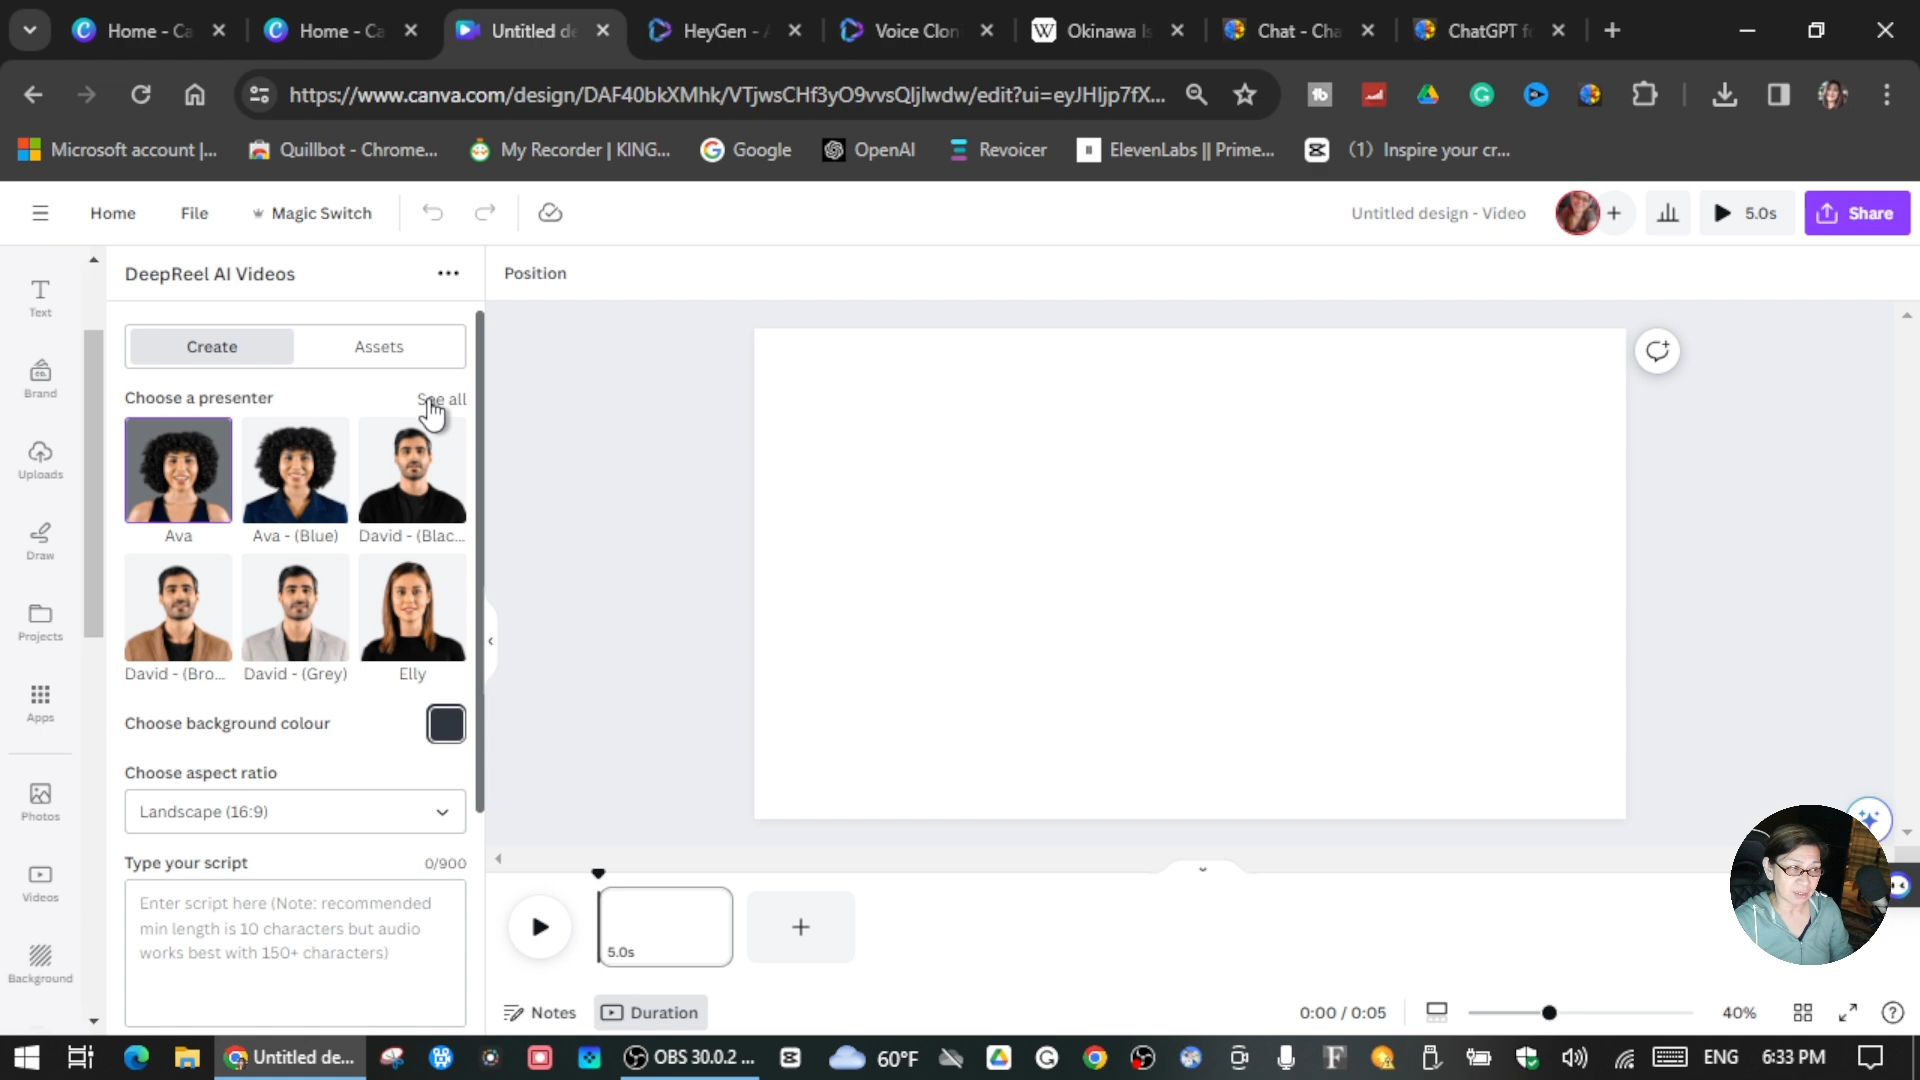 Home - Ca
Home - Ca
Untitled de
HeyGen - A
Voice Clon
Okinawa Is
Chat - Cha
ChatGPT fo
https://www.canva.com/design/DAF40bkXMhk/VTjwsCHf3yO9vvsQljlwdw/edit?ui=eyJHIjp7fX...
Microsoft account |...
Quillbot - Chrome...
My Recorder | KING...
Google
OpenAI
Revoicer
ElevenLabs || Prime...
(1) Inspire your cr...
Home
File
Magic Switch
Untitled design - Video
5.0s
Share
Text
Brand
Uploads
Draw
Projects
Apps
Photos
Videos
Background
DeepReel AI Videos
Position
Create
Assets
Choose a presenter
See all
Ava
Ava - (Blue)
David - (Blac...
David - (Bro...
David - (Grey)
Elly
Choose background colour
Choose aspect ratio
Landscape (16:9)
Type your script
0/900
Enter script here (Note: recommended
min length is 10 characters but audio
works best with 150+ characters)
5.0s
Notes
Duration
0:00 / 0:05
40%
Untitled de...
OBS 30.0.2 ...
60°F
ENG
6:33 PM